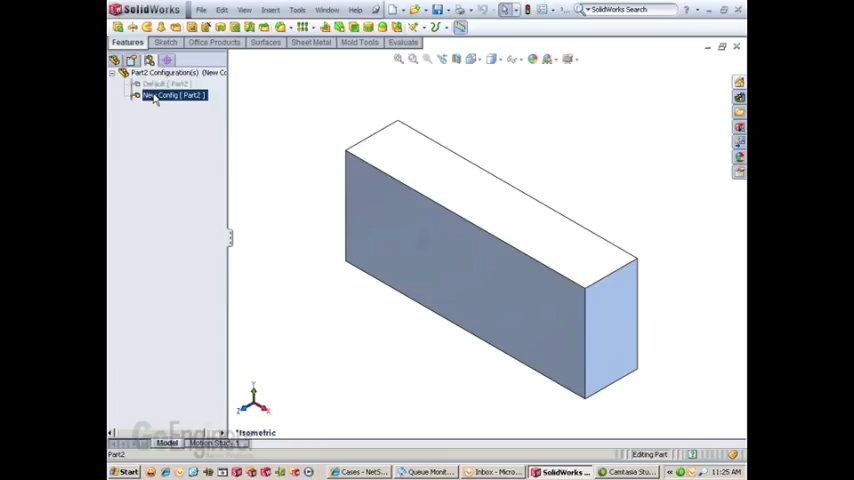 SolidWorks File Edit View Insert Tools Window Help SolidWorks Search
Features Sketch Office Products Surfaces Sheet Metal Mold Tools Evaluate
Part2 Configuration(s) (New Co
Default [ Part2 ]
New Config [ Part2 ]
Y
Z X
*Isometric
GoEngineer
Model Motion Study 1
Part2 Editing Part
Start Cases - NetS... Queue Monit... Inbox - Micro... SolidWorks ... Camtasia Stu... 11:25 AM